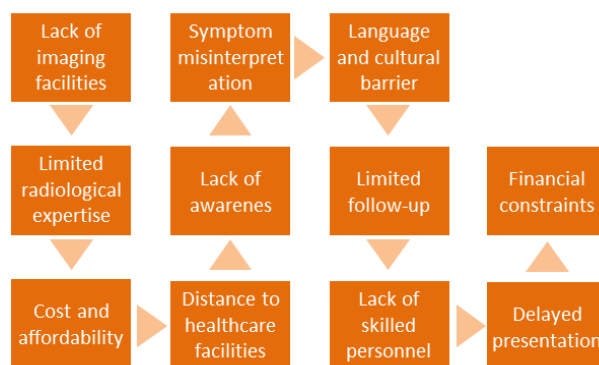 Lack of
imaging
facilities
Limited
radiological
expertise
Cost and
affordability
Distance to
healthcare
facilities
Lack of
awarenes
Symptom
misinterpret
ation
Language
and cultural
barrier
Limited
follow-up
Lack of
skilled
personnel
Delayed
presentation
Financial
constraints